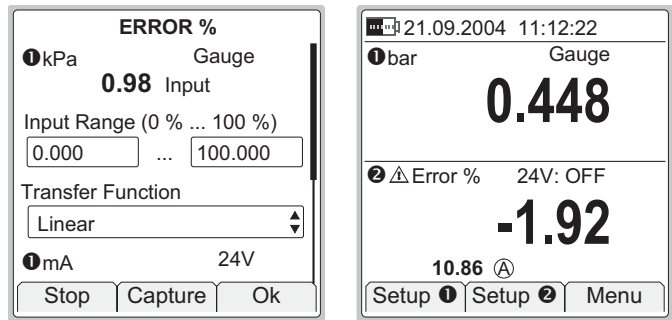 ERROR %
❶kPa Gauge
0.98 Input
Input Range (0 % ... 100 %)
0.000 ... 100.000
Transfer Function
Linear
❶mA 24V
Stop Capture Ok
21.09.2004 11:12:22
❶bar Gauge
0.448
❷⚠Error % 24V: OFF
-1.92
10.86 Ⓐ
Setup ❶ Setup ❷ Menu